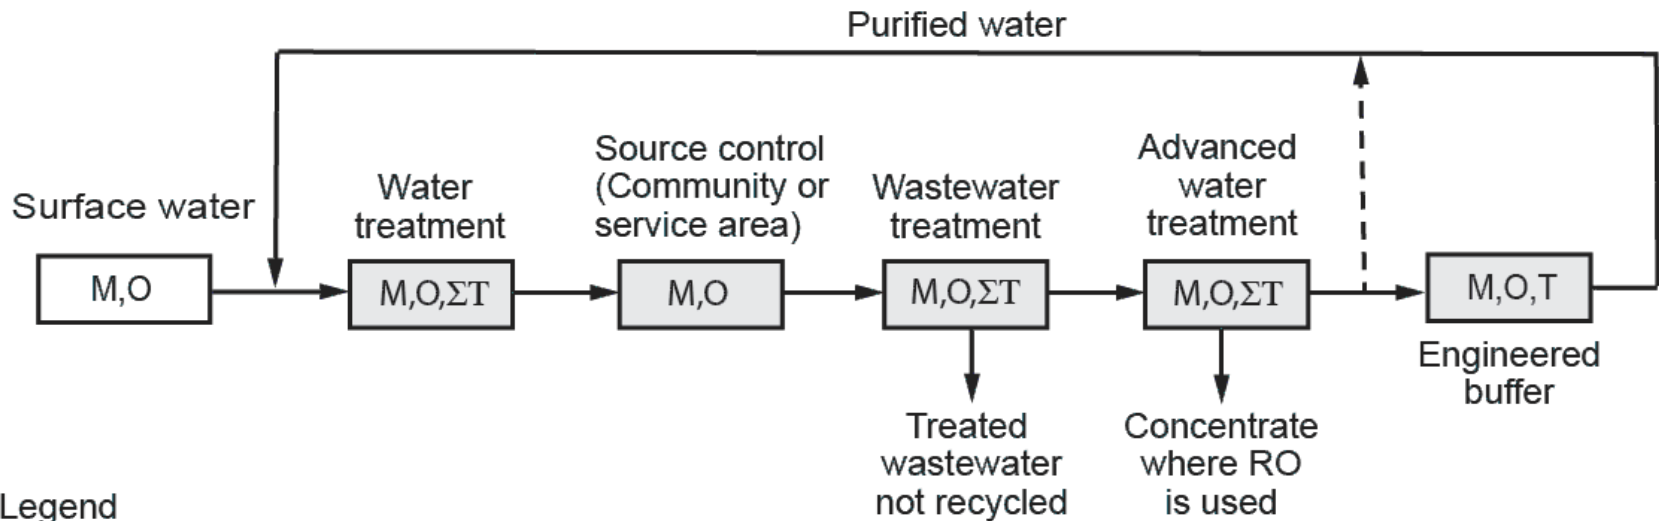 Purified water
Surface water
M,O
Water
treatment
M,O,ΣT
Source control
(Community or
service area)
M,O
Wastewater
treatment
M,O,ΣT
Treated
wastewater
not recycled
Advanced
water
treatment
M,O,ΣT
Concentrate
where RO
is used
M,O,T
Engineered
buffer
Legend